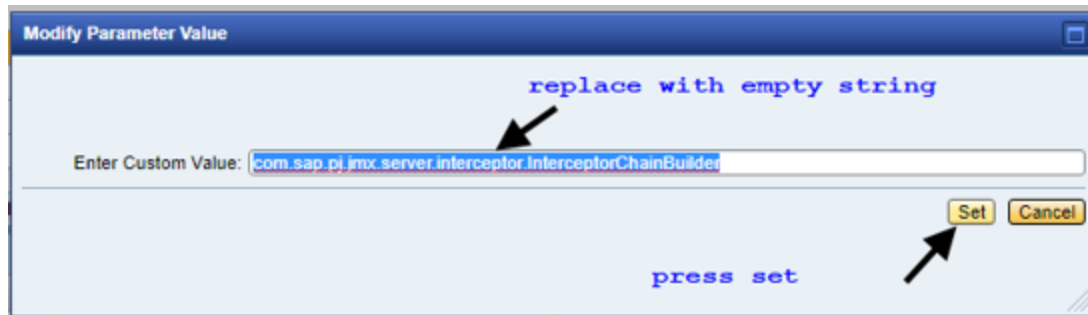 Modify Parameter Value
replace with empty string
Enter Custom Value: com.sap.pj.jmx.server.interceptor.InterceptorChainBuilder
Set Cancel
press set